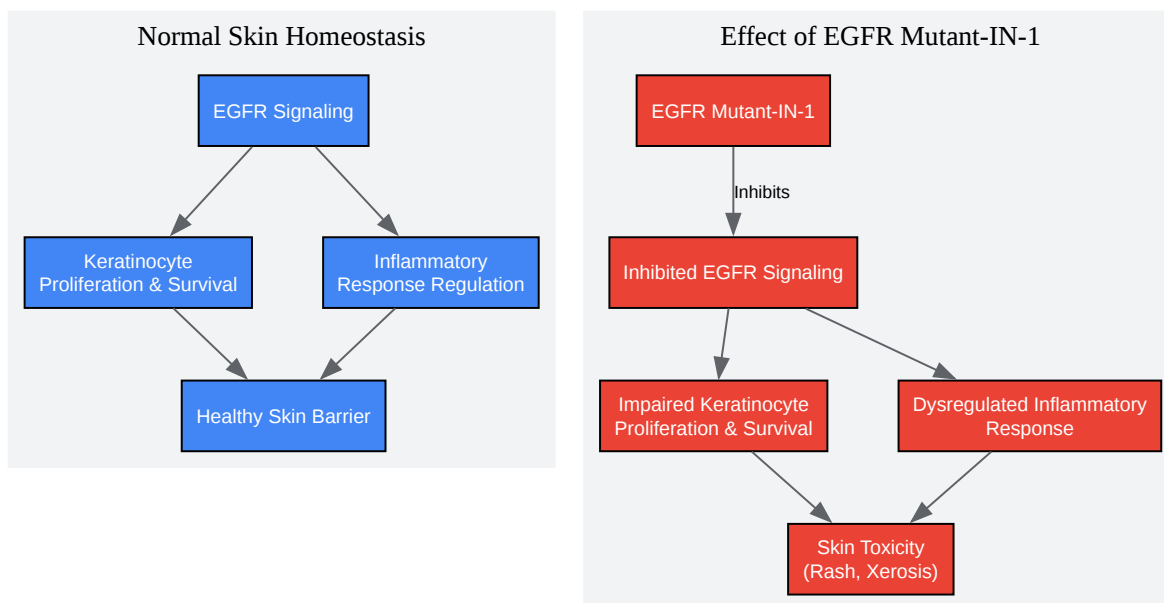 Normal Skin Homeostasis
EGFR Signaling
Keratinocyte
Proliferation & Survival
Inflammatory
Response Regulation
Healthy Skin Barrier
Effect of EGFR Mutant-IN-1
EGFR Mutant-IN-1
Inhibits
Inhibited EGFR Signaling
Impaired Keratinocyte
Proliferation & Survival
Dysregulated Inflammatory
Response
Skin Toxicity
(Rash, Xerosis)